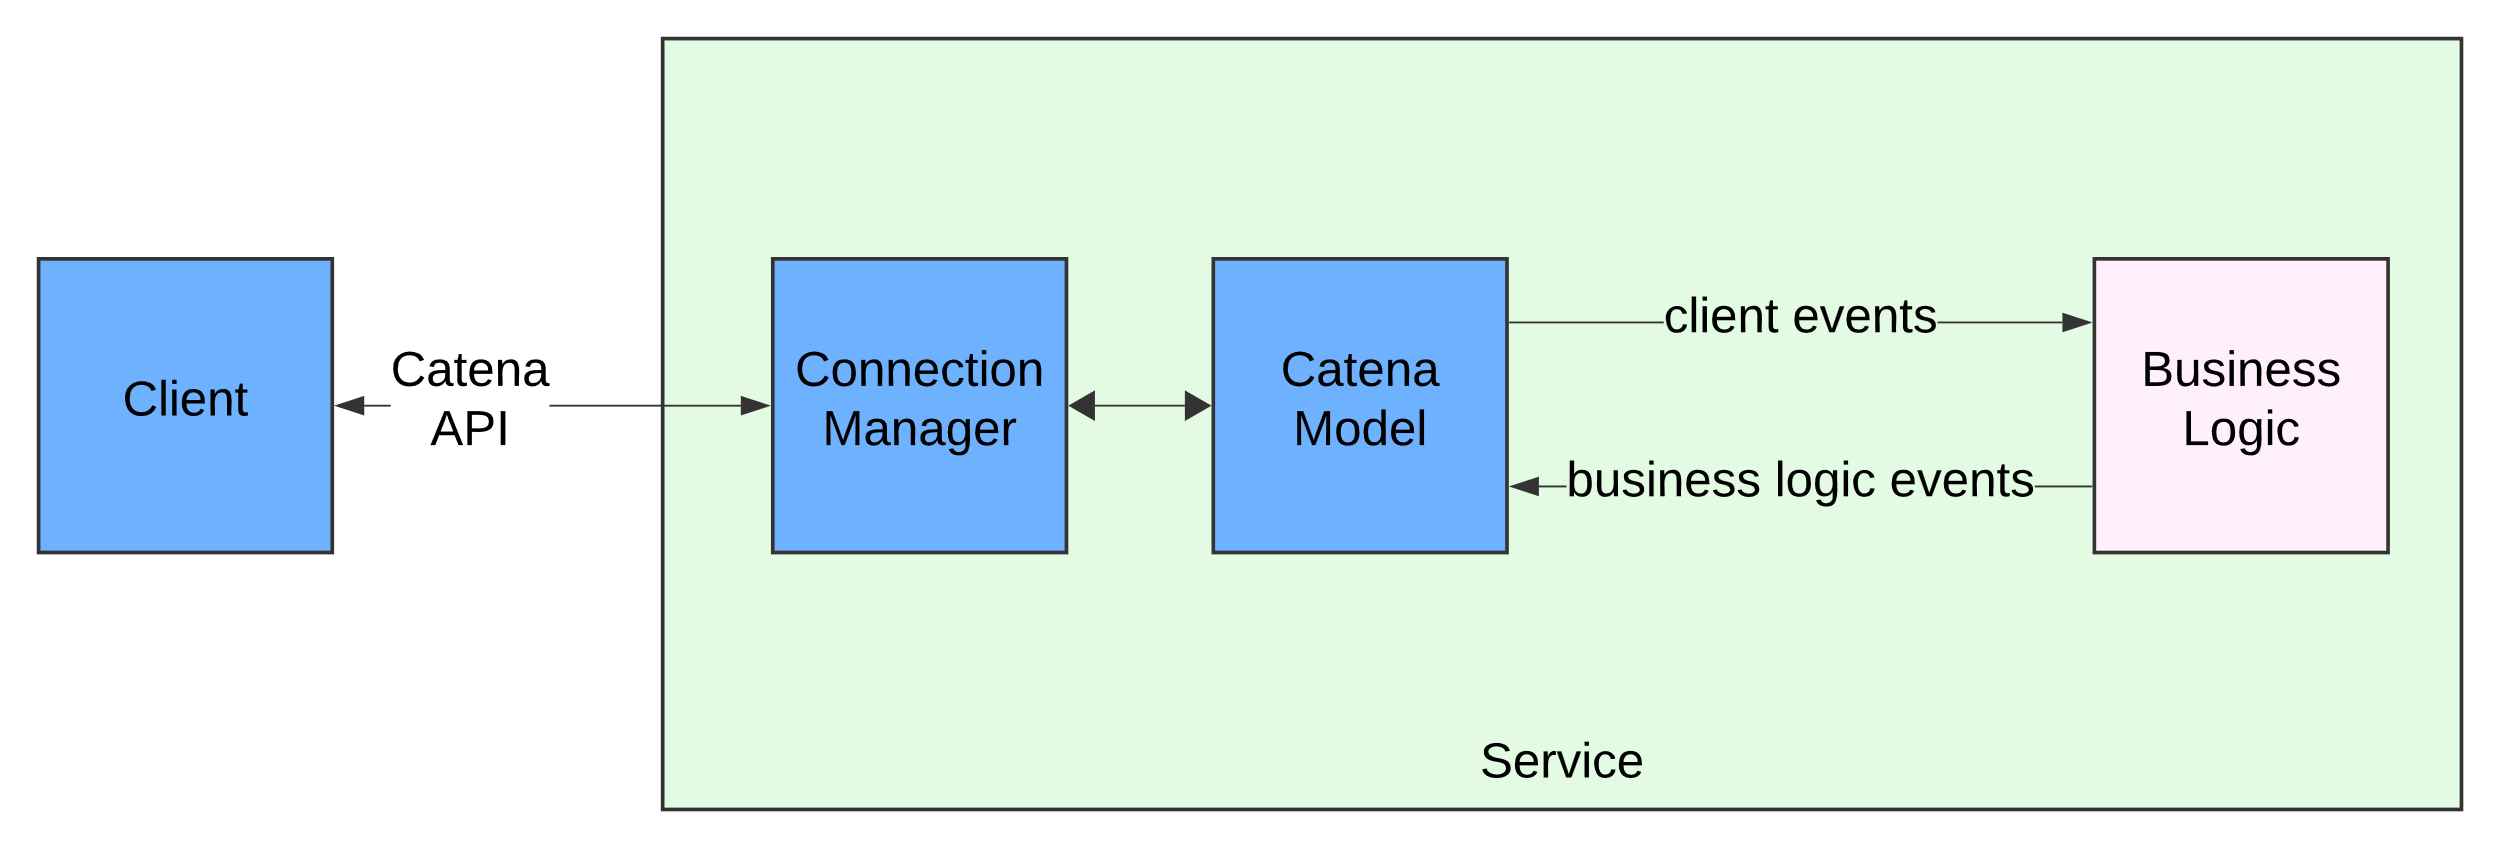 Client
Catena
API
Connection
Manager
Catena
Model
client events
business logic events
Business
Logic
Service